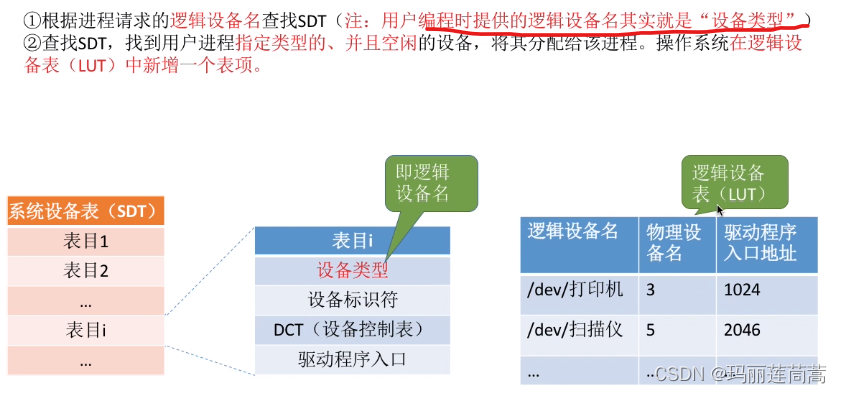 ①根据进程请求的逻辑设备名查找SDT（注：用户编程时提供的逻辑设备名其实就是“设备类型”）
②查找SDT，找到用户进程指定类型的、并且空闲的设备，将其分配给该进程。操作系统在逻辑设
备表（LUT）中新增一个表项。
即逻辑
设备名
逻辑设备
表（LUT）
系统设备表（SDT）
表目1
表目2
...
表目i
...
表目i
设备类型
设备标识符
DCT（设备控制表）
驱动程序入口
逻辑设备名
物理设
备名
驱动程序
入口地址
/dev/打印机
3
1024
/dev/扫描仪
5
2046
...
CSDN @玛丽莲茼蒿